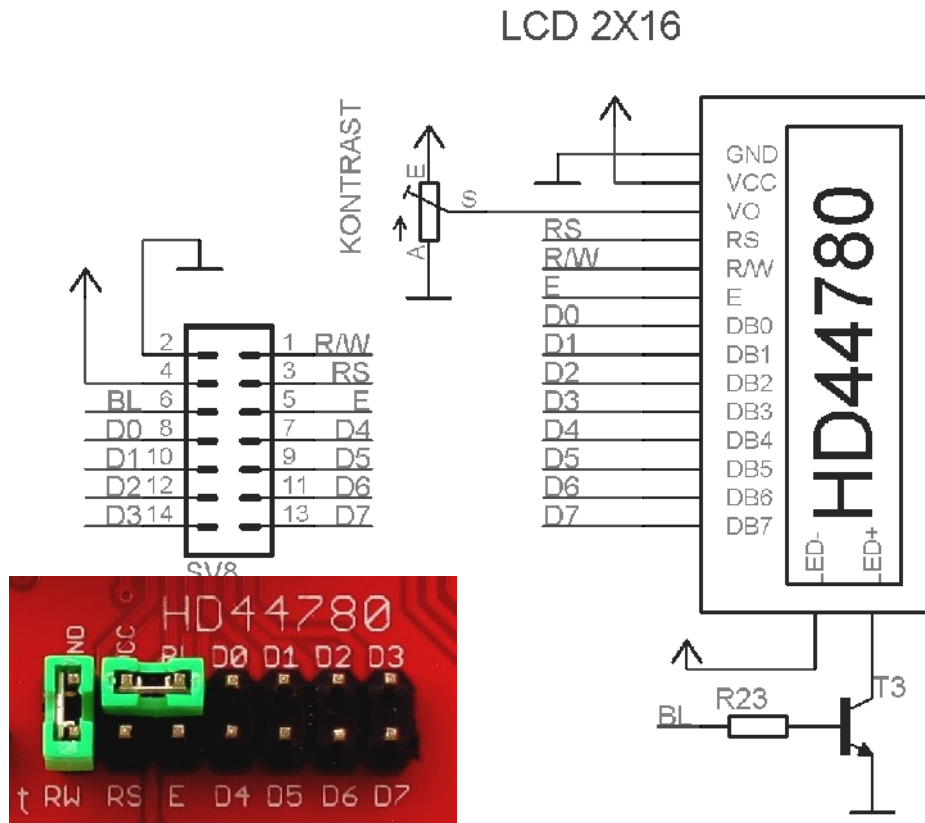 LCD 2X16
KONTRAST
E
S
A
GND
VCC
VO
RS
R/W
E
DB0
DB1
DB2
DB3
DB4
DB5
DB6
DB7
RS
R/W
E
D0
D1
D2
D3
D4
D5
D6
D7
HD44780
LED-
LED+
2 1 R/W
4 3 RS
BL 6 5 E
D0 8 7 D4
D1 10 9 D5
D2 12 11 D6
D3 14 13 D7
SV8
HD44780
D0 D1 D2 D3
t RW RS E D4 D5 D6 D7
BL R23 T3